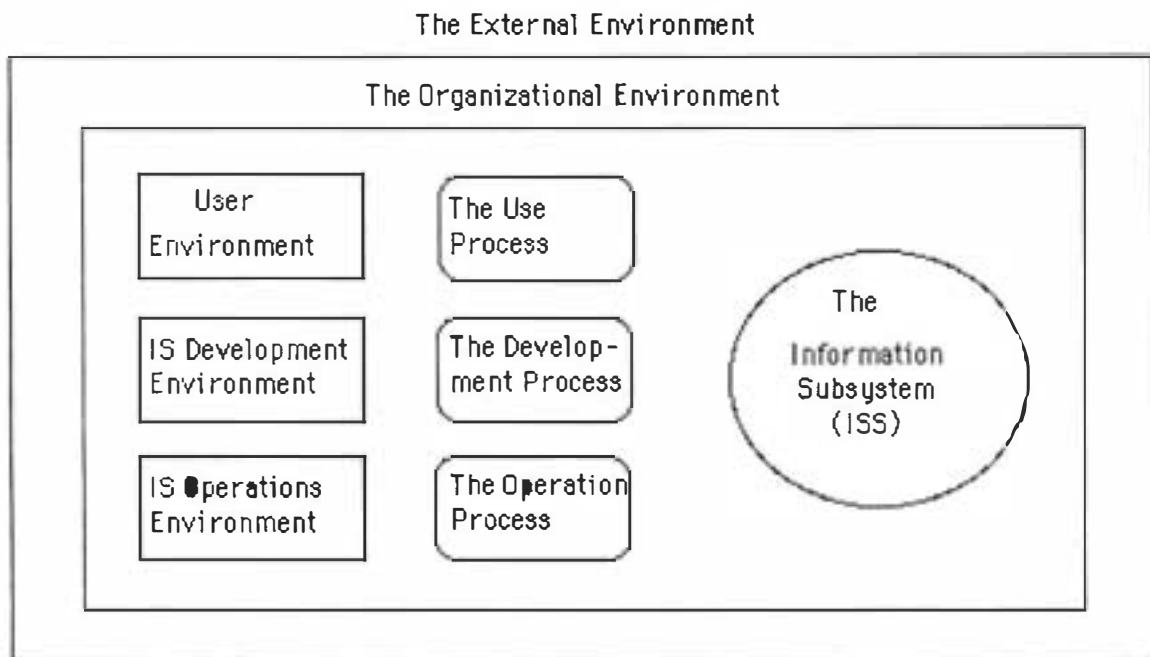 The External Environment
The Organizational Environment
User
Environment
The Use
Process
IS Development
Environment
The Develop-
ment Process
IS Operations
Environment
The Operation
Process
The
Information
Subsystem
(ISS)